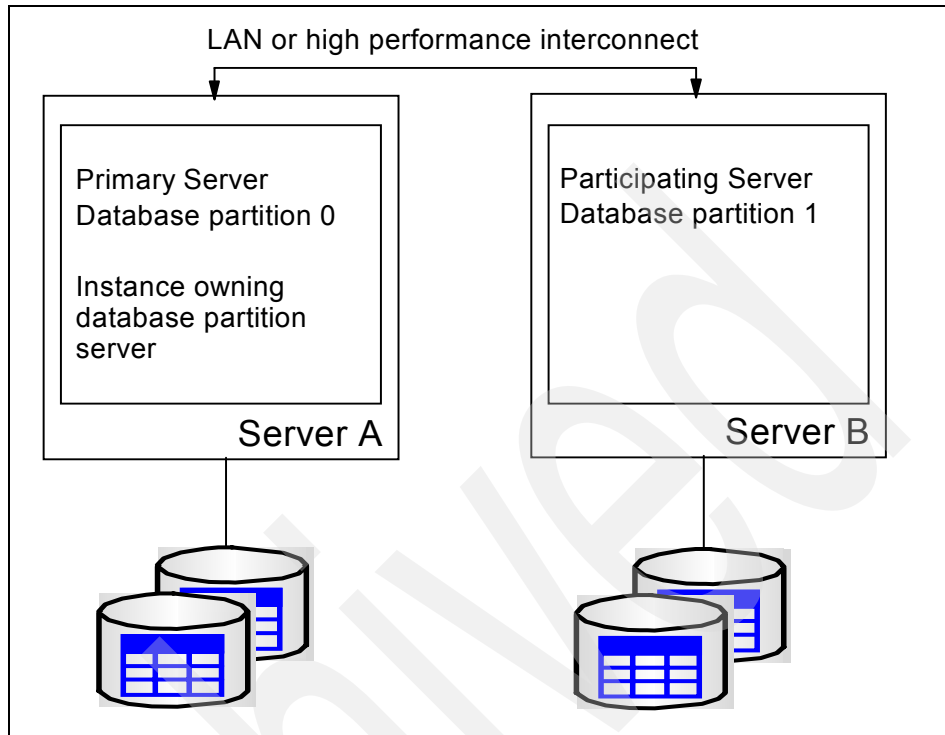 LAN or high performance interconnect
Primary Server
Database partition 0
Instance owning
database partition
server
Server A
Participating Server
Database partition 1
Server B